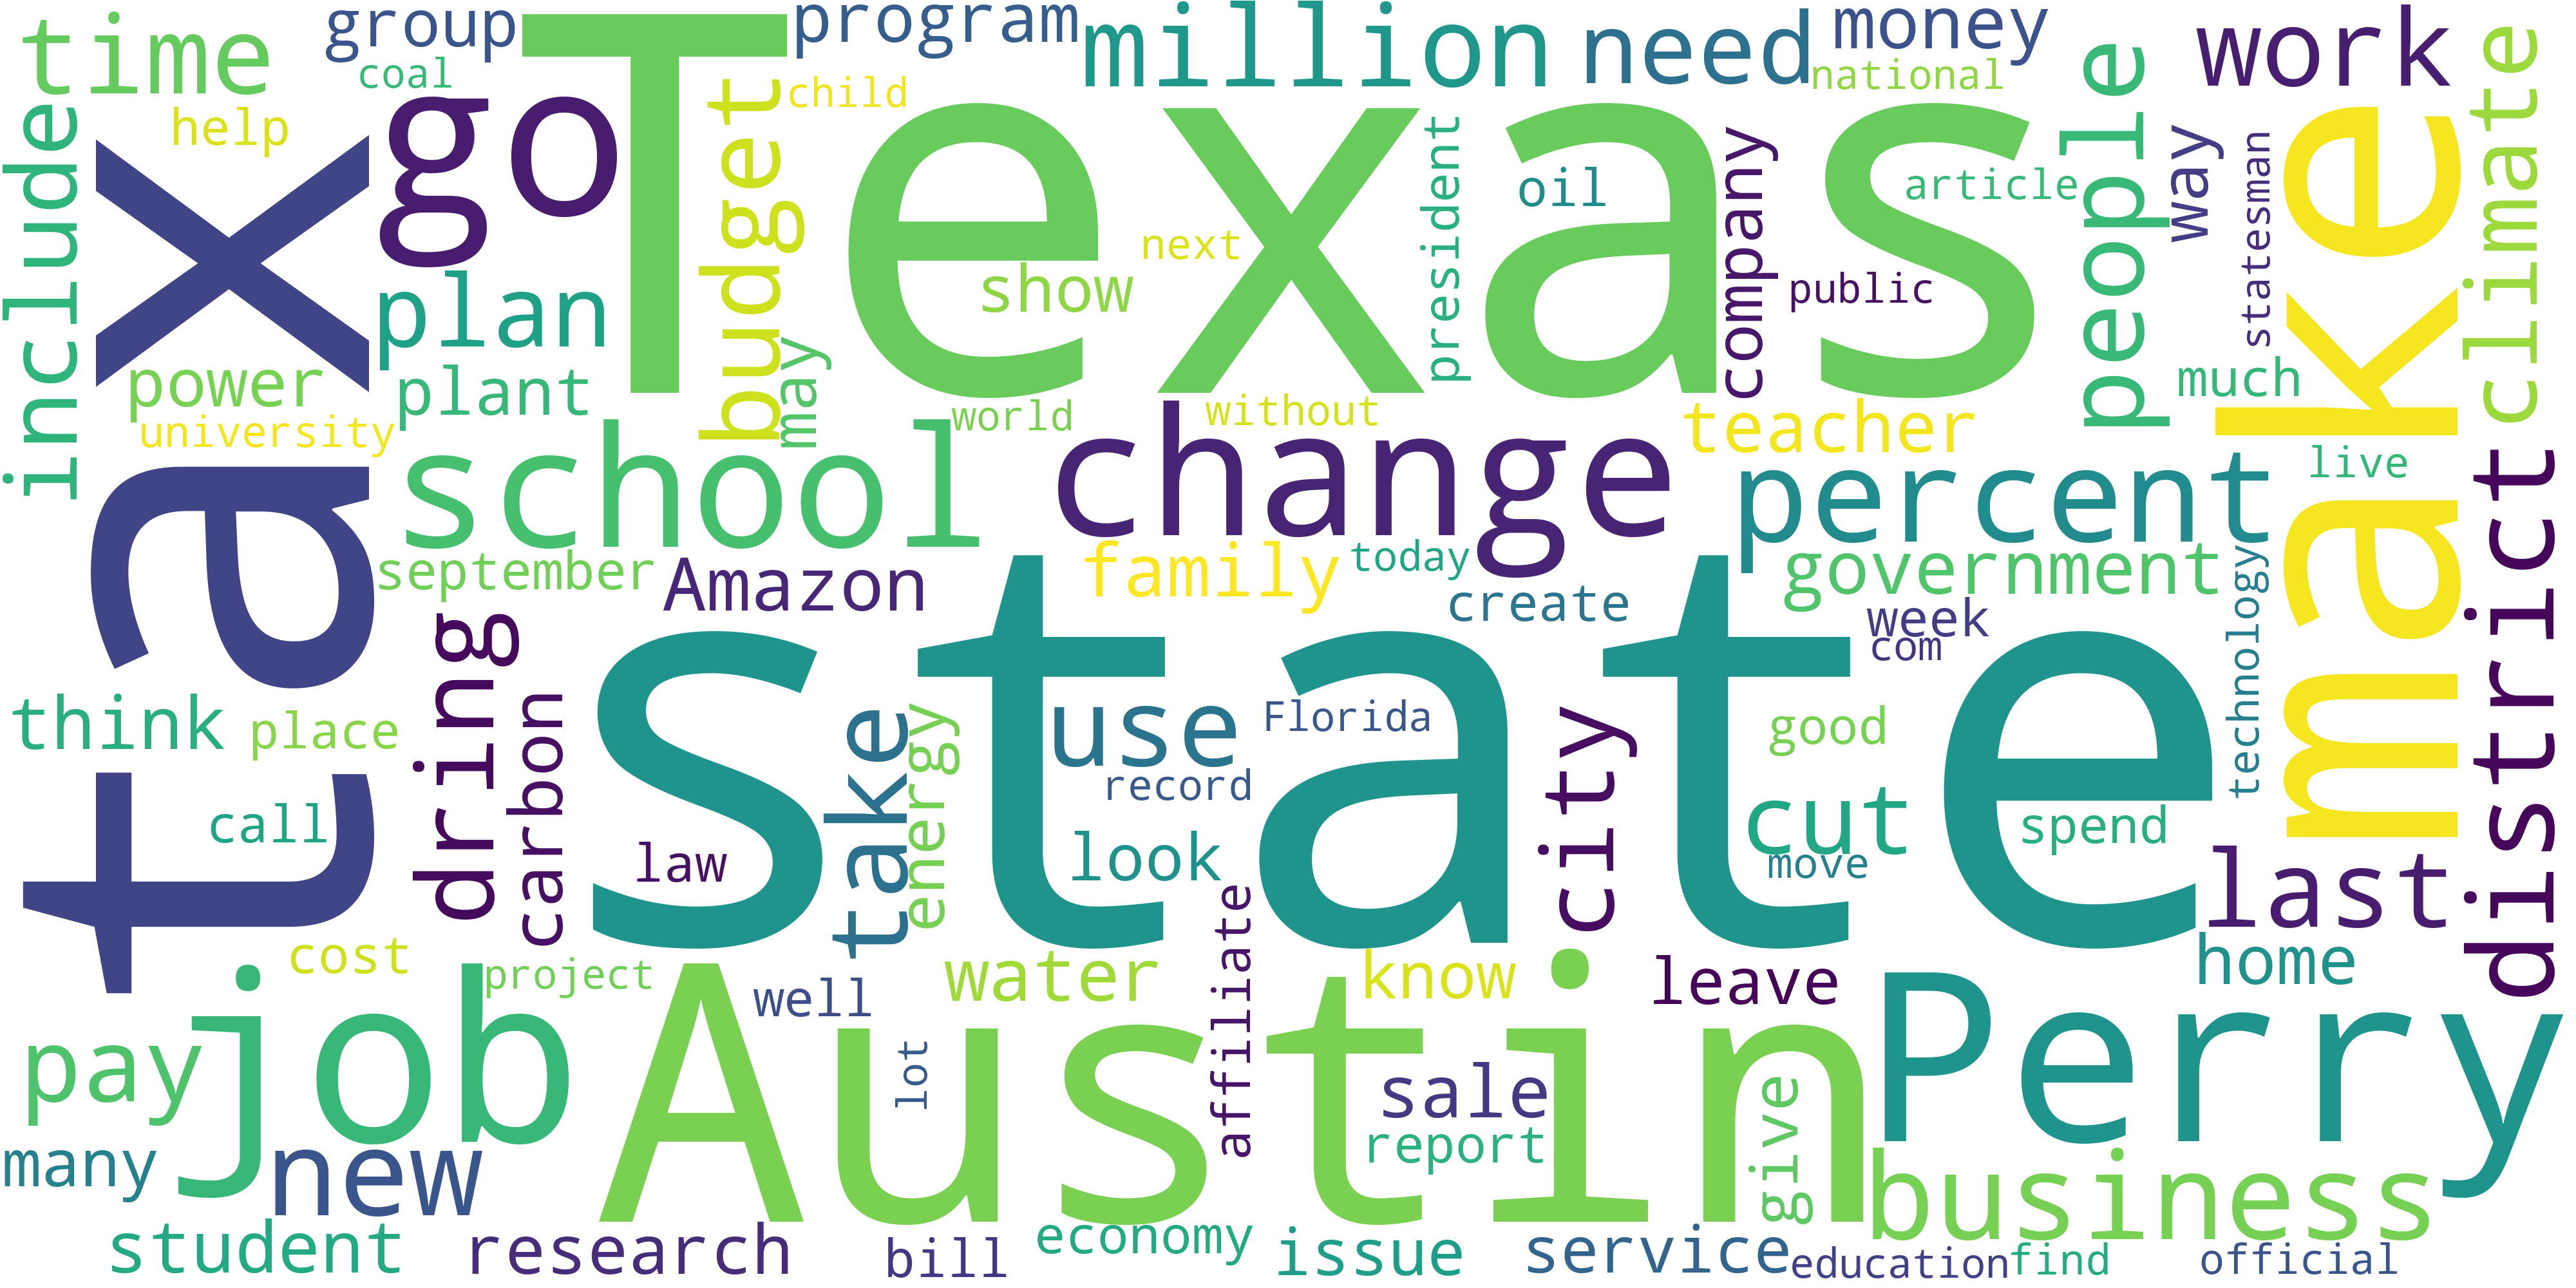 time
group
program
million
need
money
work
coal
child
national
help
go
Texas
include
tax
budget
people
climate
way
statesman
make
president
oil
company
article
next
show
public
plan
may
power
plant
much
university
world
without
teacher
school
change
percent
live
district
september
Amazon
family
today
government
create
week
com
technology
dring
state
think
place
carbon
take
energy
use
Florida
city
good
record
call
law
look
cut
spend
move
last
cost
project
well
water
affiliate
know
leave
home
pay
job
Austin
Perry
lot
sale
report
give
many
new
business
student
research
bill
economy
issue
service
education
find
official